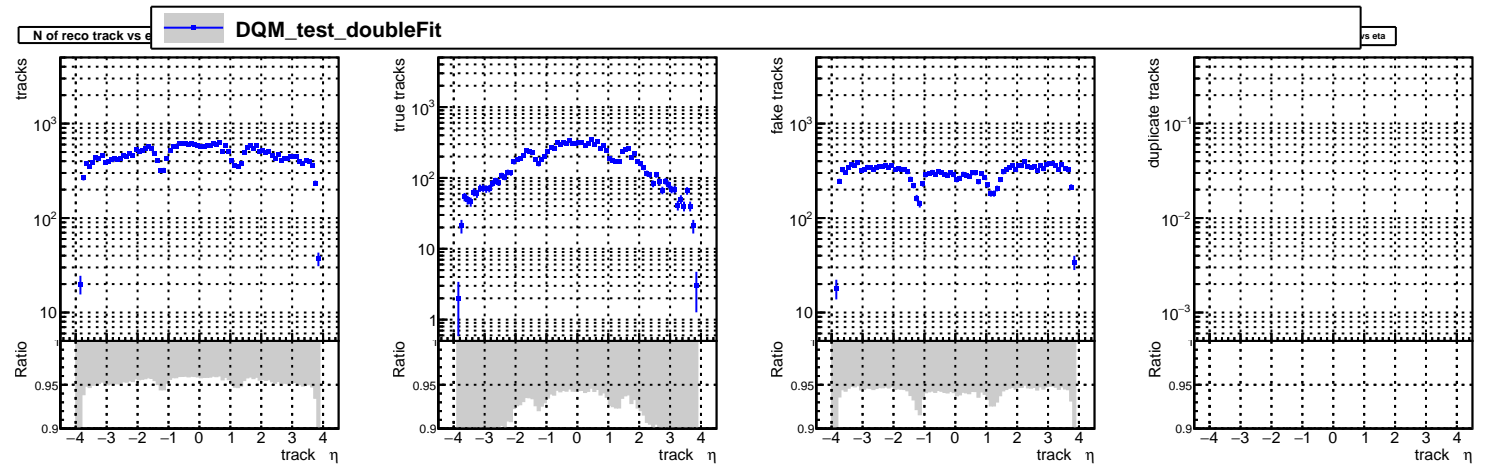 DQM_test_doubleFit
N of reco track vs e
vs eta
tracks
10³
10²
10
Ratio
1
0.95
0.9
−4 −3 −2 −1 0 1 2 3 4
track η
true tracks
10³
10²
10
1
Ratio
0.95
0.9
−4 −3 −2 −1 0 1 2 3 4
track η
fake tracks
10³
10²
10
Ratio
1
0.95
0.9
−4 −3 −2 −1 0 1 2 3 4
track η
duplicate tracks
10⁻¹
10⁻²
10⁻³
Ratio
1
0.95
0.9
−4 −3 −2 −1 0 1 2 3 4
track η